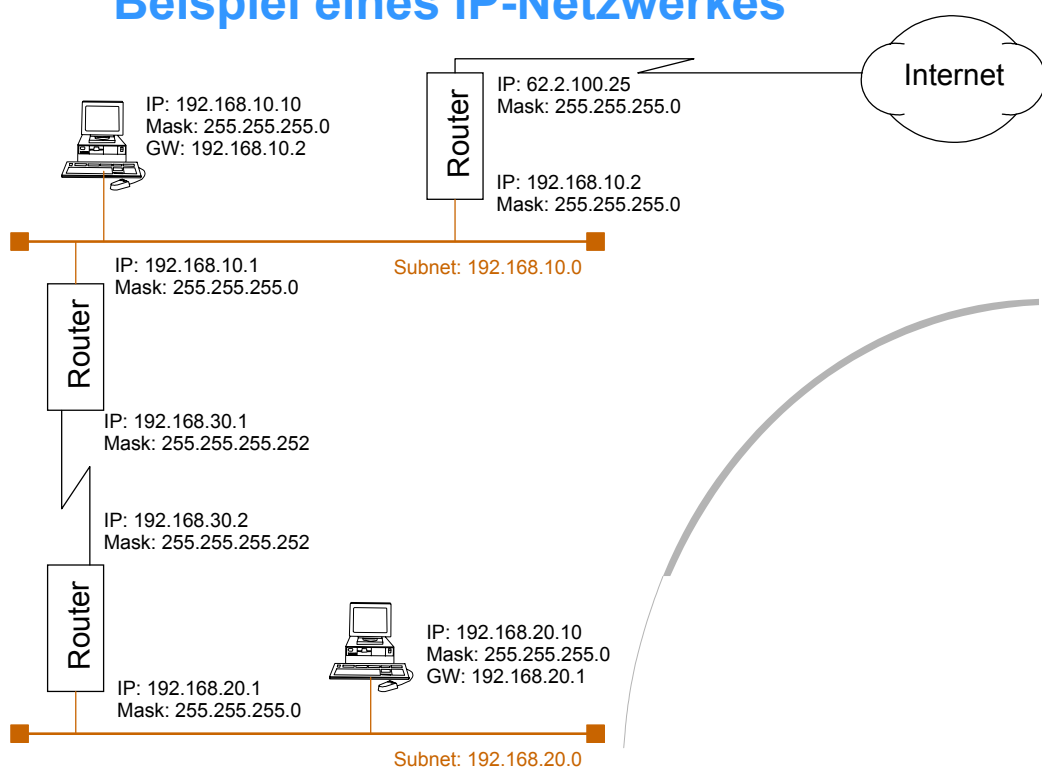 Beispiel eines IP-Netzwerkes
IP: 192.168.10.10
Mask: 255.255.255.0
GW: 192.168.10.2
Router
IP: 62.2.100.25
Mask: 255.255.255.0
Internet
IP: 192.168.10.2
Mask: 255.255.255.0
Subnet: 192.168.10.0
IP: 192.168.10.1
Mask: 255.255.255.0
Router
IP: 192.168.30.1
Mask: 255.255.255.252
IP: 192.168.30.2
Mask: 255.255.255.252
Router
IP: 192.168.20.10
Mask: 255.255.255.0
GW: 192.168.20.1
IP: 192.168.20.1
Mask: 255.255.255.0
Subnet: 192.168.20.0